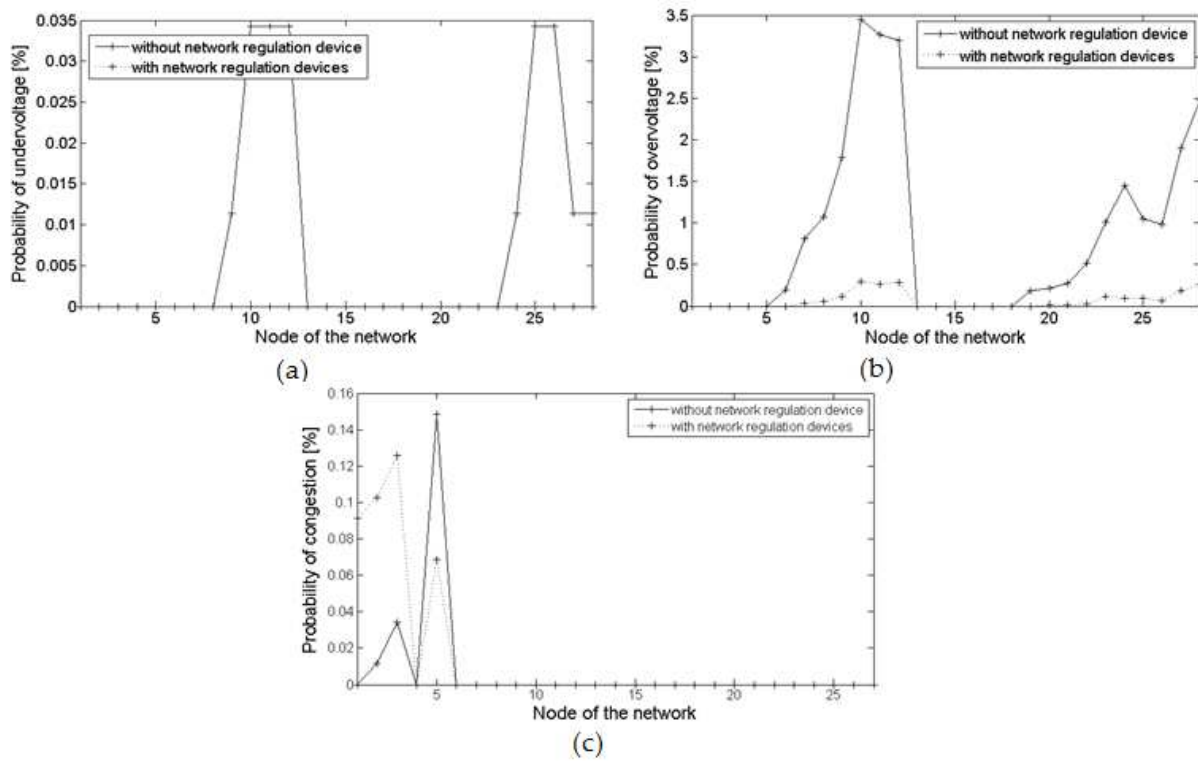 Probability of undervoltage [%]
0.035
0.03
0.025
0.02
0.015
0.01
0.005
0
without network regulation device
with network regulation devices
5
10
15
20
25
Node of the network
(a)
Probability of overvoltage [%]
3.5
3
2.5
2
1.5
1
0.5
0
without network regulation device
with network regulation devices
5
10
15
20
25
Node of the network
(b)
Probability of congestion [%]
0.16
0.14
0.12
0.1
0.08
0.06
0.04
0.02
0
without network regulation device
with network regulation devices
5
10
15
20
25
Node of the network
(c)